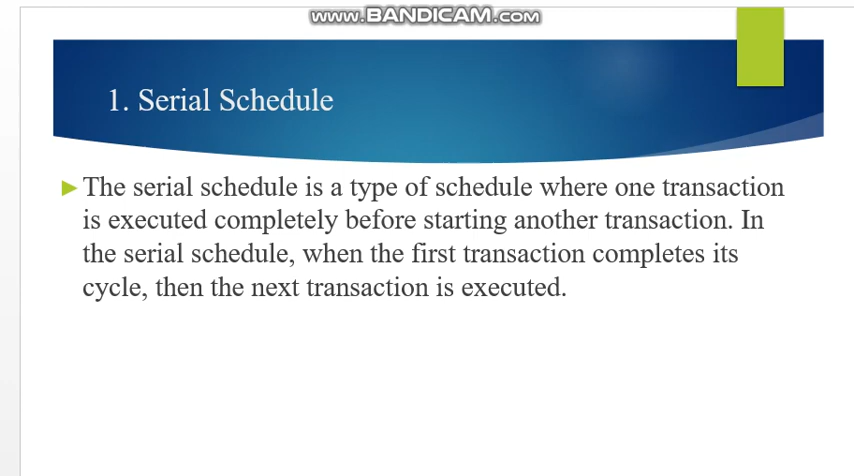 www.BANDICAM.com
1. Serial Schedule
The serial schedule is a type of schedule where one transaction
is executed completely before starting another transaction. In
the serial schedule, when the first transaction completes its
cycle, then the next transaction is executed.